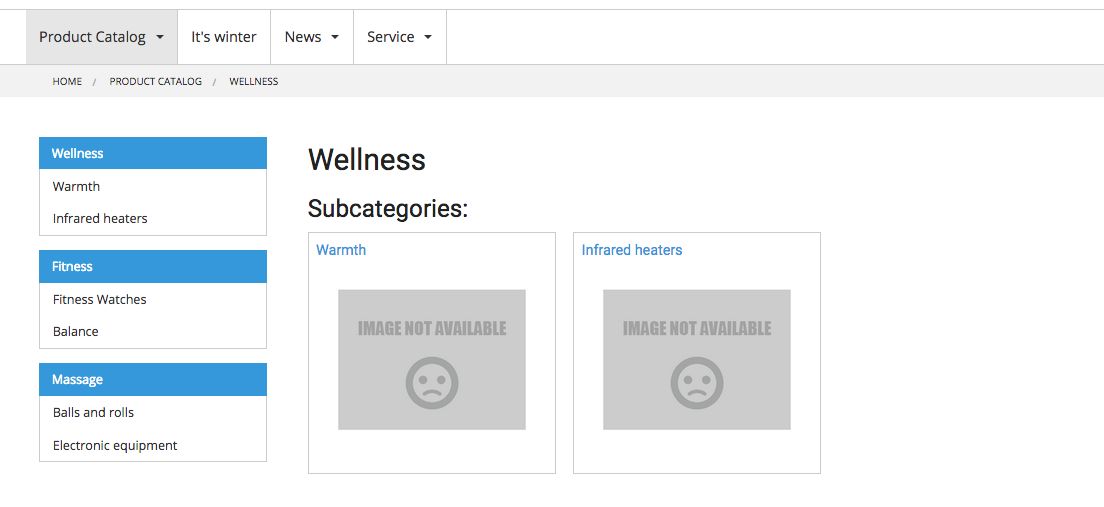 Product Catalog It's winter News Service
HOME / PRODUCT CATALOG / WELLNESS
Wellness
Warmth
Infrared heaters
Fitness
Fitness Watches
Balance
Massage
Balls and rolls
Electronic equipment
Wellness
Subcategories:
Warmth
IMAGE NOT AVAILABLE
Infrared heaters
IMAGE NOT AVAILABLE